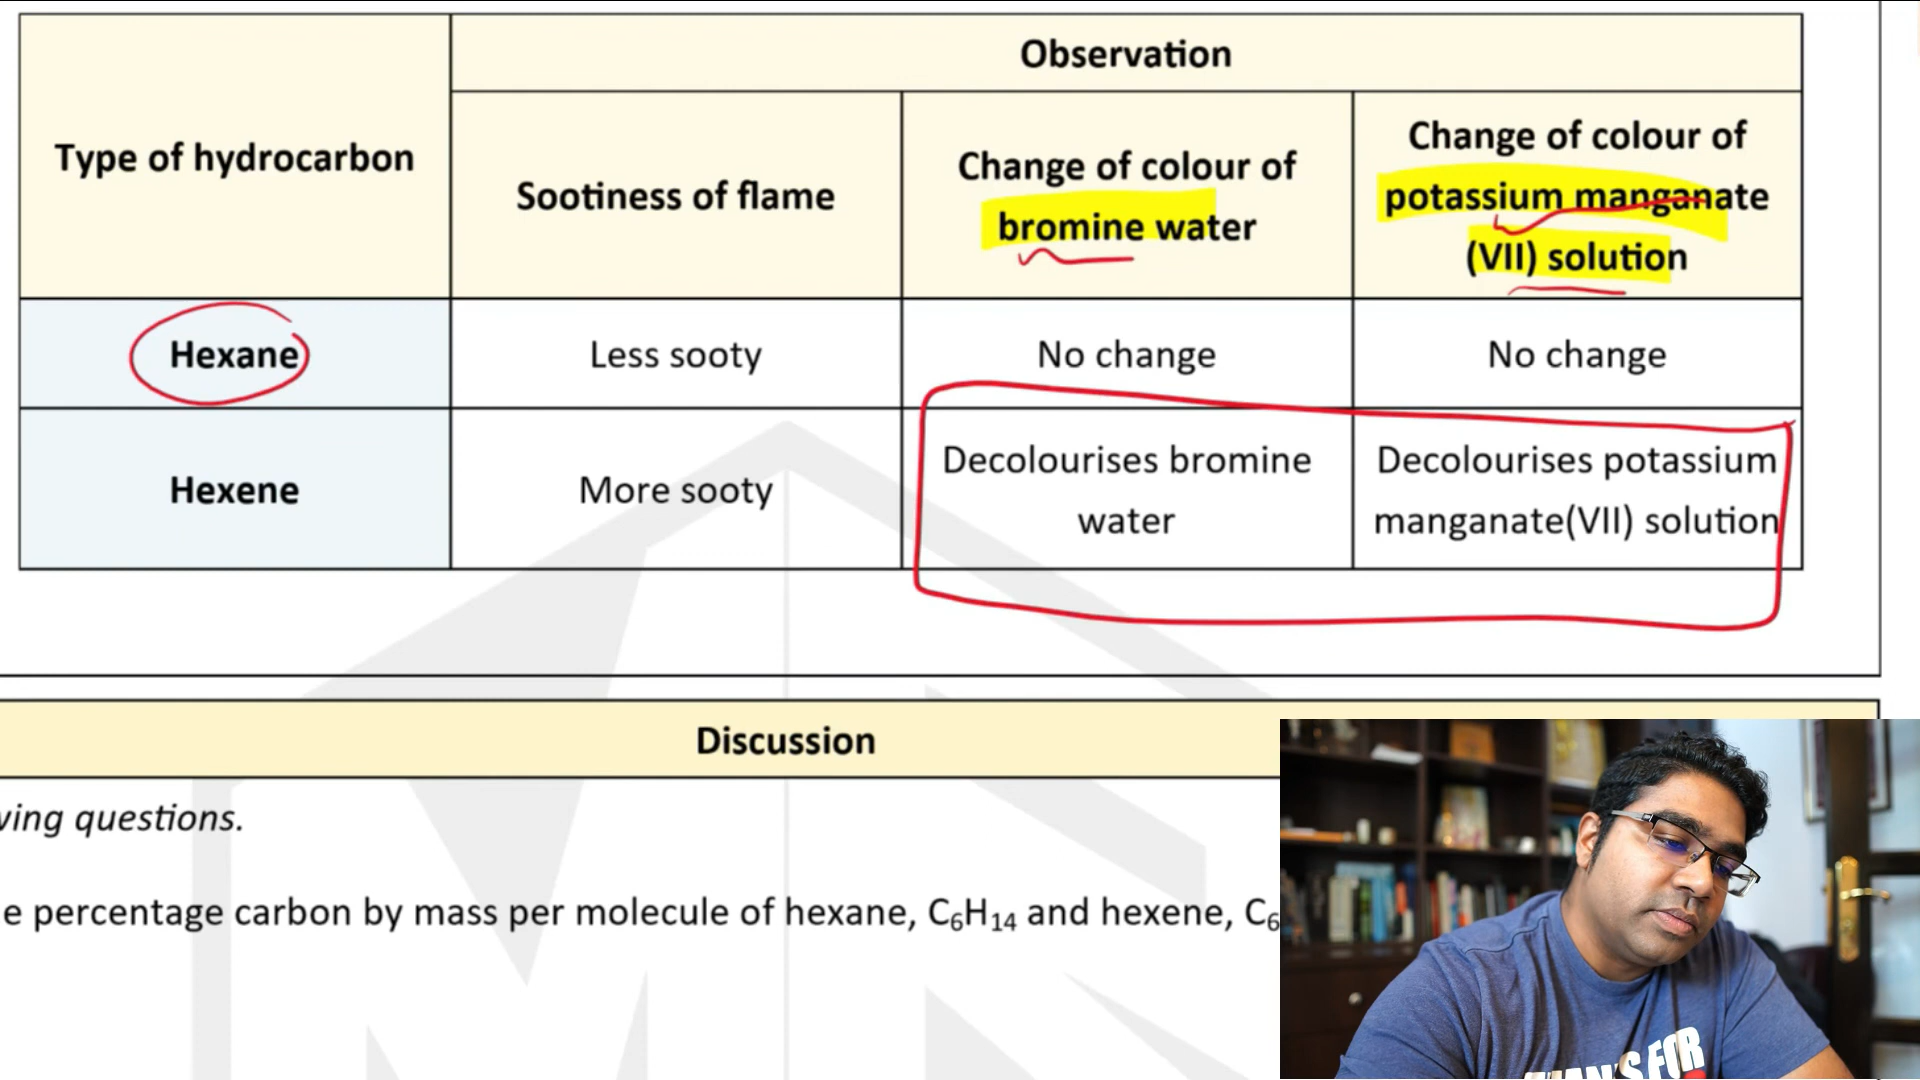 Observation
Type of hydrocarbon
Sootiness of flame
Change of colour of
bromine water
Change of colour of
potassium manganate
(VII) solution
Hexane
Less sooty
No change
No change
Hexene
More sooty
Decolourises bromine
water
Decolourises potassium
manganate(VII) solution
Discussion
ving questions.
e percentage carbon by mass per molecule of hexane, C₆H₁₄ and hexene, C₆
FOR